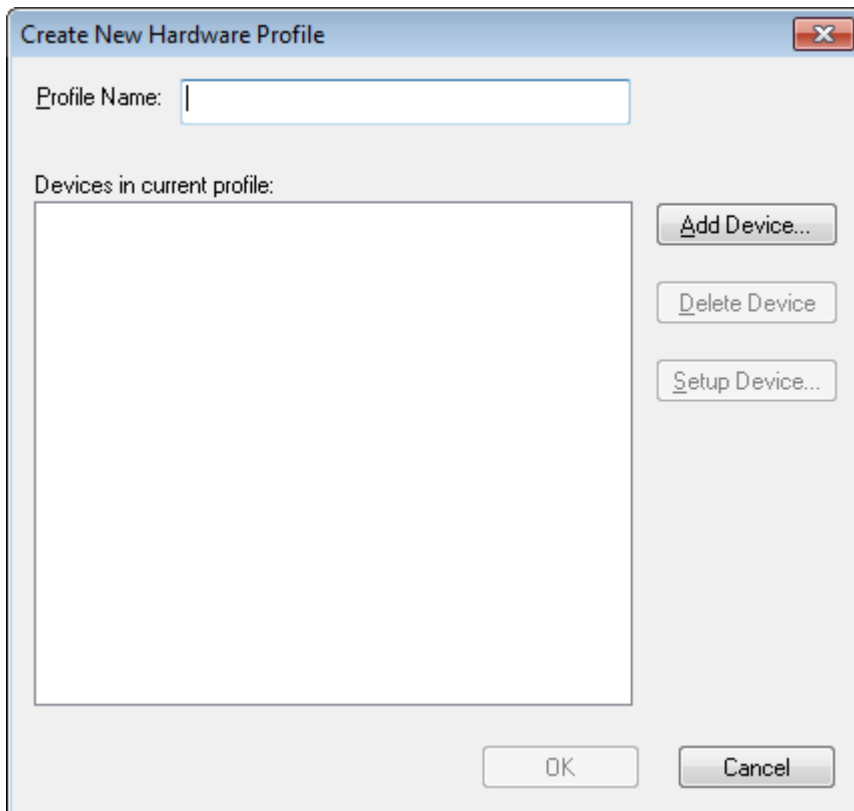 Create New Hardware Profile
Profile Name:
Devices in current profile:
Add Device...
Delete Device
Setup Device...
OK
Cancel